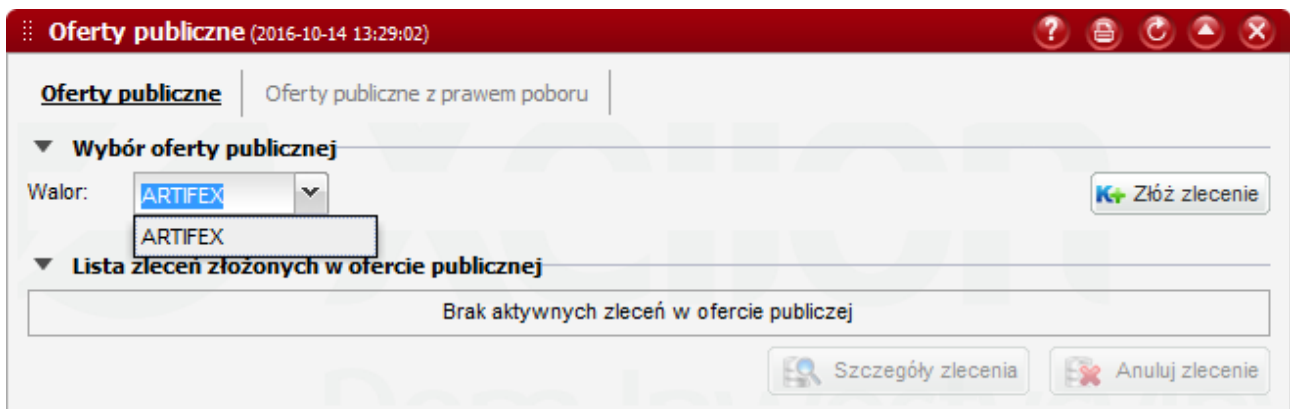 Oferty publiczne (2016-10-14 13:29:02)
Oferty publiczne Oferty publiczne z prawem poboru
Wybór oferty publicznej
Walor: ARTIFEX K+ Złóż zlecenie
ARTIFEX
Lista zleceń złożonych w ofercie publicznej
Brak aktywnych zleceń w ofercie publiczej
Szczegóły zlecenia Anuluj zlecenie